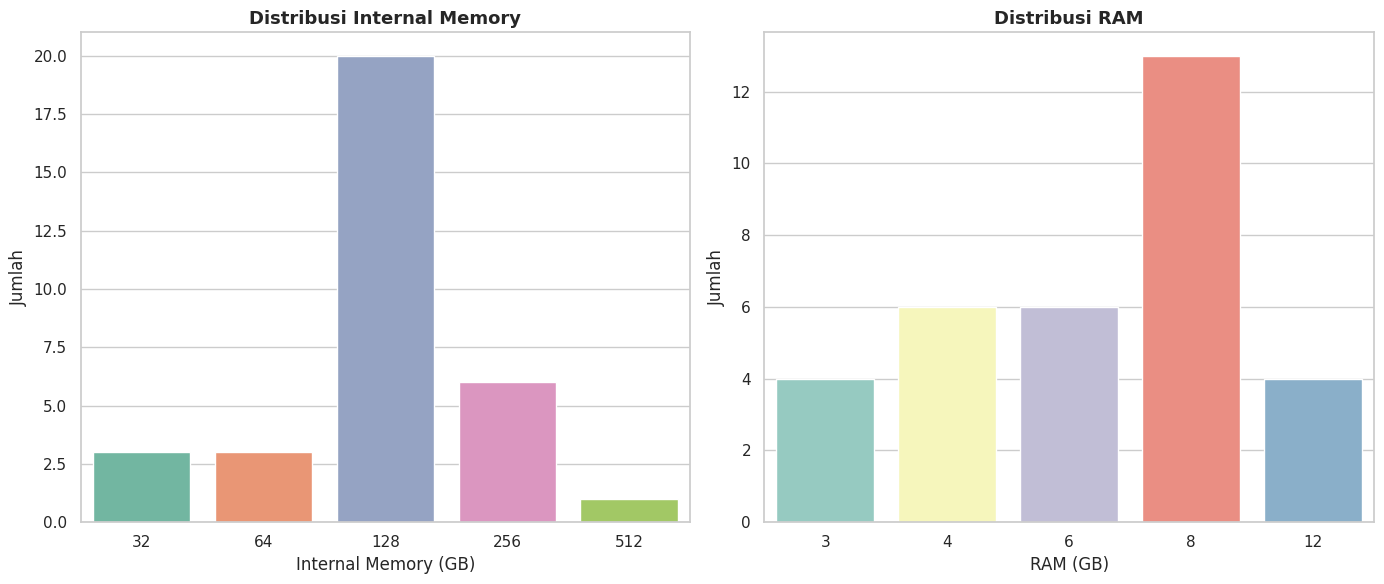 Distribusi Internal Memory
20.0
17.5
15.0
12.5
10.0
7.5
5.0
2.5
0.0
Jumlah
32 64 128 256 512
Internal Memory (GB)
Distribusi RAM
12
10
8
6
4
2
0
Jumlah
3 4 6 8 12
RAM (GB)